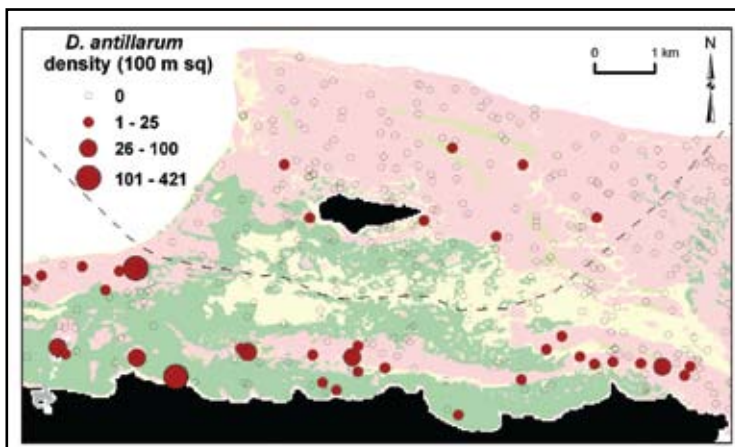 D. antillarum
density (100 m sq)
0
1 - 25
26 - 100
101 - 421
0 1 km
N